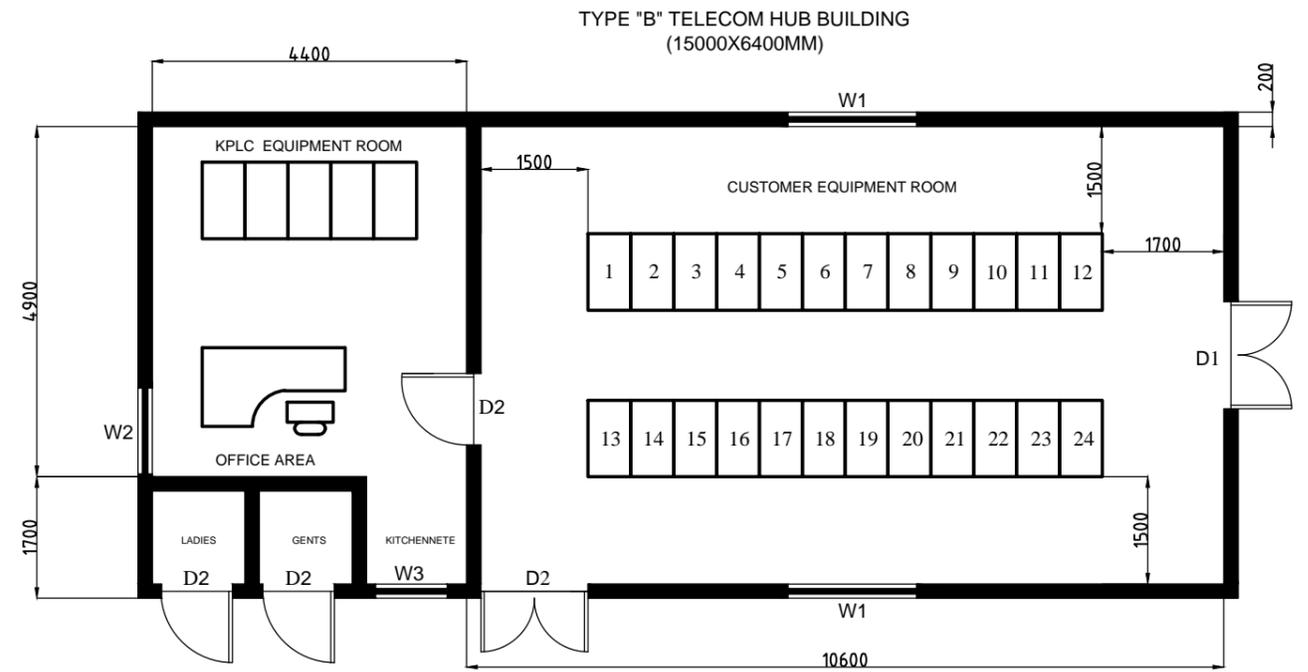 TYPE "B" TELECOM HUB BUILDING
(15000X6400MM)
4400
200
W1
KPLC EQUIPMENT ROOM
1500
CUSTOMER EQUIPMENT ROOM
1500
1700
1 2 3 4 5 6 7 8 9 10 11 12
4900
D1
D2
W2
13 14 15 16 17 18 19 20 21 22 23 24
OFFICE AREA
1700
1500
LADIES
GENTS
KITCHENNETE
D2
D2
W3
D2
W1
10600